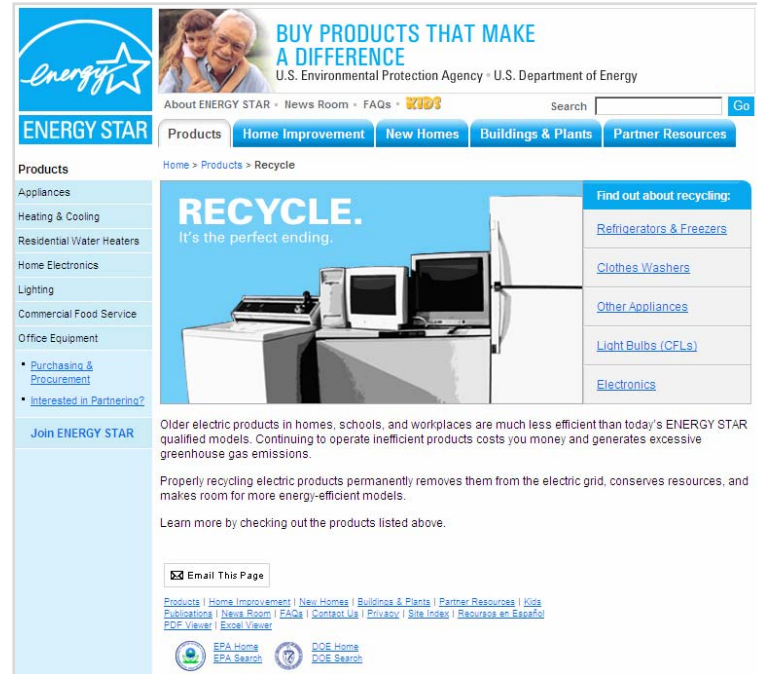 energy
ENERGY STAR
BUY PRODUCTS THAT MAKE
A DIFFERENCE
U.S. Environmental Protection Agency • U.S. Department of Energy
About ENERGY STAR • News Room • FAQs • KIDS
Search
Go
Products
Home Improvement
New Homes
Buildings & Plants
Partner Resources
Home > Products > Recycle
Products
Appliances
Heating & Cooling
Residential Water Heaters
Home Electronics
Lighting
Commercial Food Service
Office Equipment
• Purchasing &
Procurement
• Interested in Partnering?
Join ENERGY STAR
RECYCLE.
It's the perfect ending.
Find out about recycling:
Refrigerators & Freezers
Clothes Washers
Other Appliances
Light Bulbs (CFLs)
Electronics
Older electric products in homes, schools, and workplaces are much less efficient than today's ENERGY STAR
qualified models. Continuing to operate inefficient products costs you money and generates excessive
greenhouse gas emissions.
Properly recycling electric products permanently removes them from the electric grid, conserves resources, and
makes room for more energy-efficient models.
Learn more by checking out the products listed above.
Email This Page
Products | Home Improvement | New Homes | Buildings & Plants | Partner Resources | Kids
Publications | News Room | FAQs | Contact Us | Privacy | Site Index | Recursos en Español
PDF Viewer | Excel Viewer
EPA Home
EPA Search
DOE Home
DOE Search